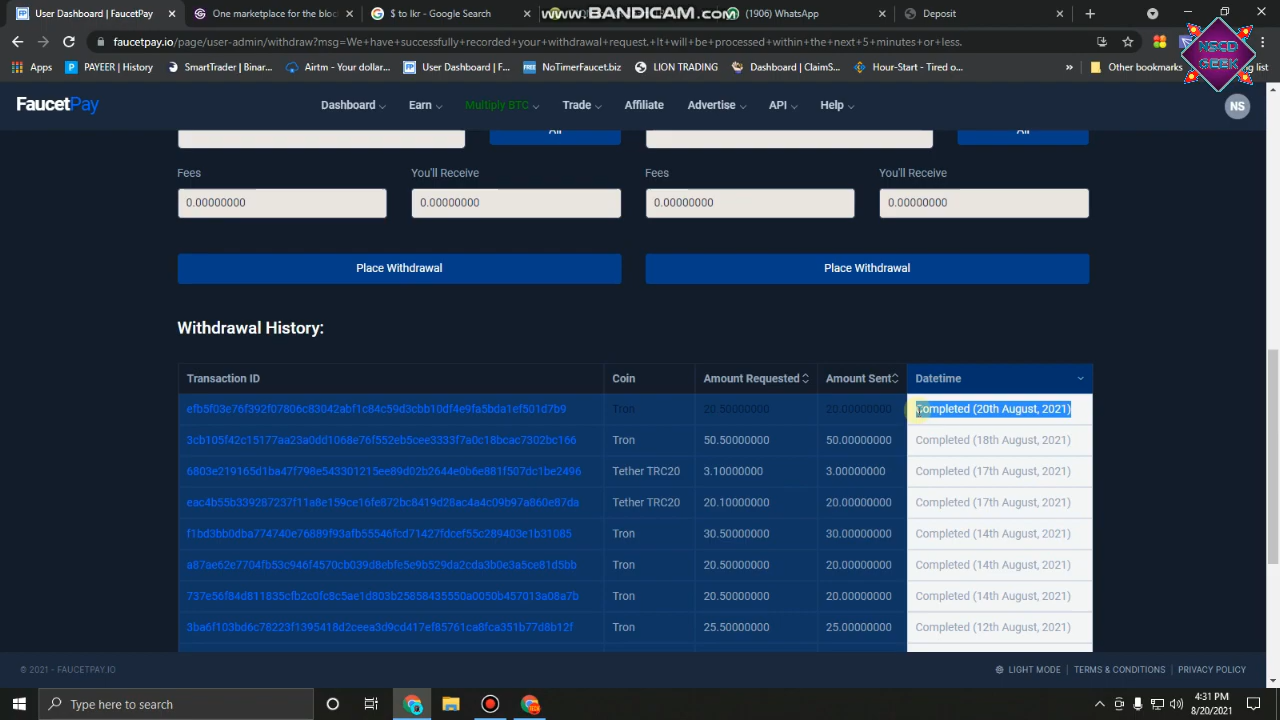 User Dashboard | F
One place for the block
$ to lkr - Google Search
www.BANDICAM.com
(1906) WhatsApp
Deposit
faucetpay.io/page/user-admin/withdraw?msg=We+have+successfully+recorded+your+withdrawal+request.+It+will+be+processed+within+the+next+5+minutes+or+less.
NSCD
GEEK
Apps
PAYEER | History
SmartTrader | Binar...
Airtm - Dashboard
User Dashboard | F...
NoTimerFaucet.biz
LION TRADING
Dashboard | ClaimS...
Hour-Start - Tired o...
Other bookmarks
FaucetPay
Dashboard
Earn
Multiply BTC
Trade
Affiliate
Advertise
API
Help
NS
All
All
Fees
You'll Receive
Fees
You'll Receive
0.00000000
0.00000000
0.00000000
0.00000000
Place Withdrawal
Place Withdrawal
Withdrawal History:
Transaction ID Coin Amount Requested Amount Sent Datetime
efb5f03e76f392f07806c83042abf1c84c59d3cbb10df4e9fa5bda1ef501d7b9 Tron 20.50000000 20.00000000 Completed (20th August, 2021)
3cb105f42c15177aa23a0dd1068e76f552eb5cee3333f7a0c18bcac7302bc166 Tron 50.50000000 50.00000000 Completed (18th August, 2021)
6803e219165d1ba47f798e543301215ee89d02b2644e0b6e881f507dc1be2496 Tether TRC20 3.10000000 3.00000000 Completed (17th August, 2021)
eac4b55b339287237f11a8e159ce16fe872bc8419d28ac4a4c09b97a860e87da Tether TRC20 20.10000000 20.00000000 Completed (17th August, 2021)
f1bd3bb0dba774740e76889f93afb55546fcd71427fdcef55c289403e1b31085 Tron 30.50000000 30.00000000 Completed (14th August, 2021)
a87ae62e7704fb53c946f4570cb039d8ebfe5e9b529da2cda3b0e3a5ce81d5bb Tron 20.50000000 20.00000000 Completed (14th August, 2021)
737e56f84d811835cfb2c0fc8c5ae1d803b25858435550a0050b457013a08a7b Tron 20.50000000 20.00000000 Completed (14th August, 2021)
3ba6f103bd6c78223f1395418d2ceea3d9cd417ef85761ca8fca351b77d8b12f Tron 25.50000000 25.00000000 Completed (12th August, 2021)
© 2021 - FAUCETPAY.IO
LIGHT MODE | TERMS & CONDITIONS | PRIVACY POLICY
Type here to search
4:31 PM
8/20/2021